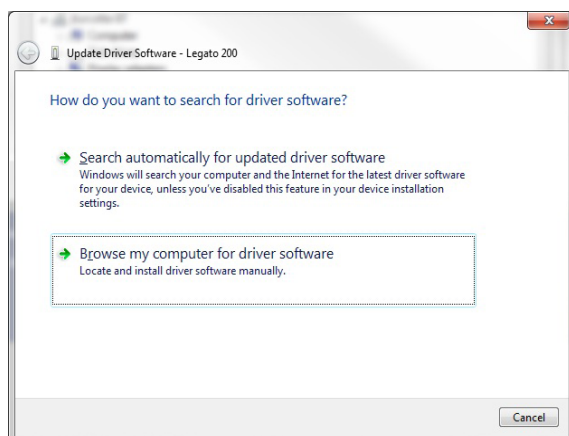 Computer
Update Driver Software - Legato 200
How do you want to search for driver software?
Search automatically for updated driver software
Windows will search your computer and the Internet for the latest driver software
for your device, unless you've disabled this feature in your device installation
settings.
Browse my computer for driver software
Locate and install driver software manually.
Cancel